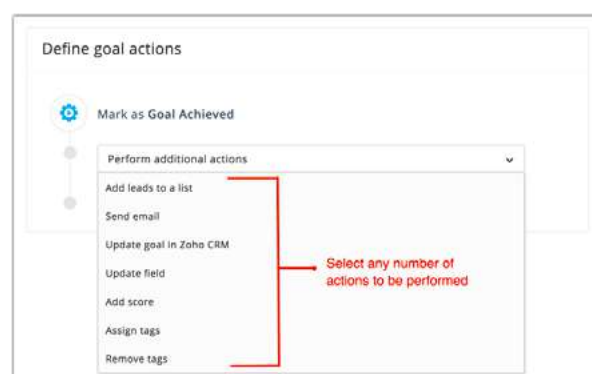 Define goal actions
Mark as Goal Achieved
Perform additional actions
Add leads to a list
Send email
Update goal in Zoho CRM
Update field
Add score
Assign tags
Remove tags
Select any number of
actions to be performed